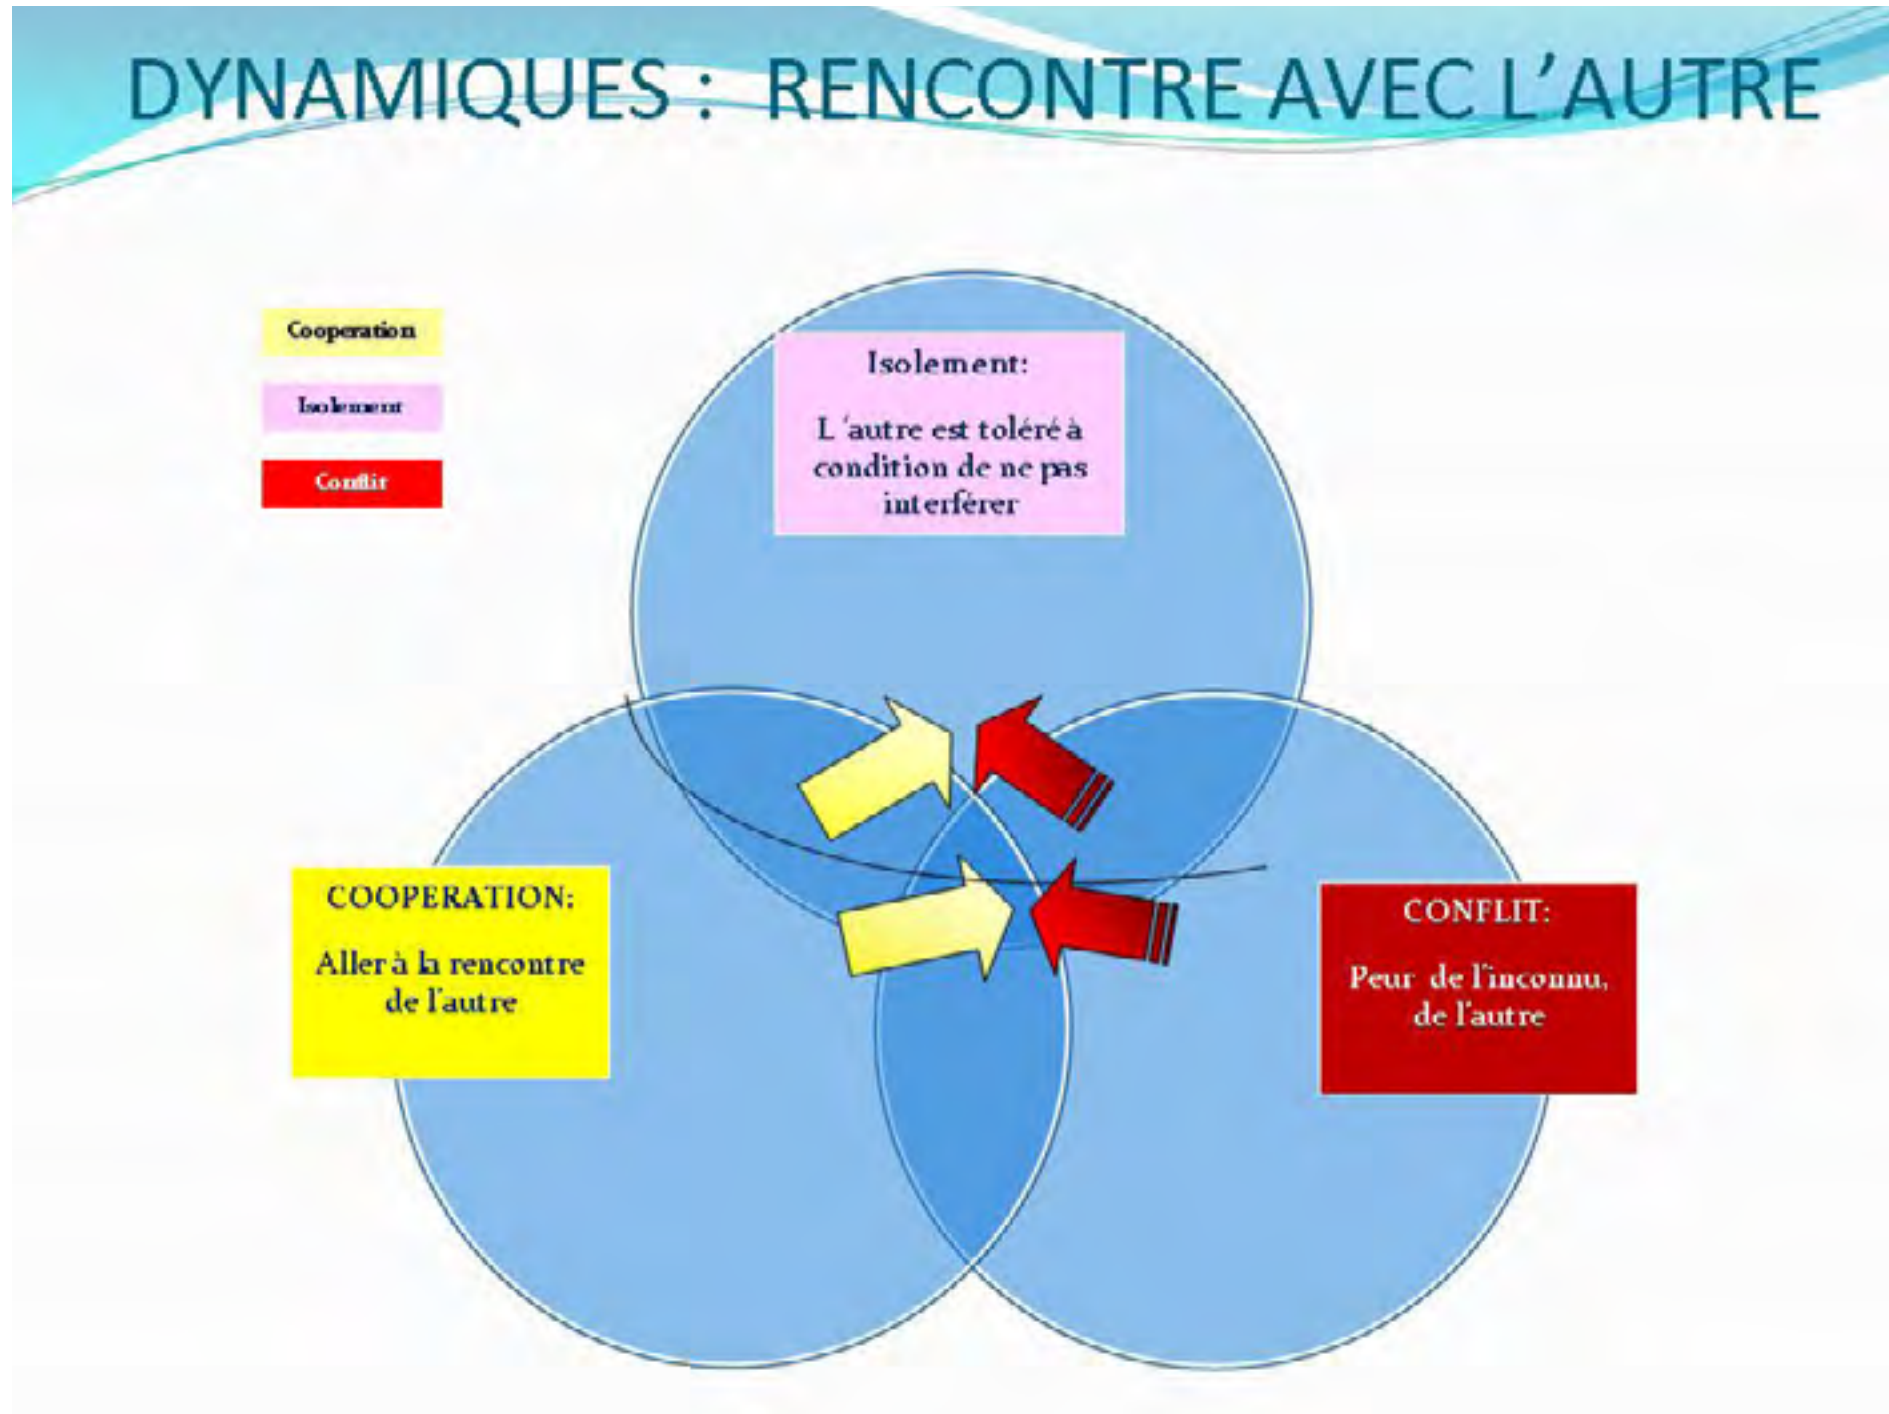 DYNAMIQUES : RENCONTRE AVEC L’AUTRE
Cooperation
Isolement
Conflit
Isolement:
L ‘autre est toléré à
condition de ne pas
interférer
COOPERATION:
Aller à la rencontre
de l’autre
CONFLIT:
Peur de l’inconnu,
de l’autre